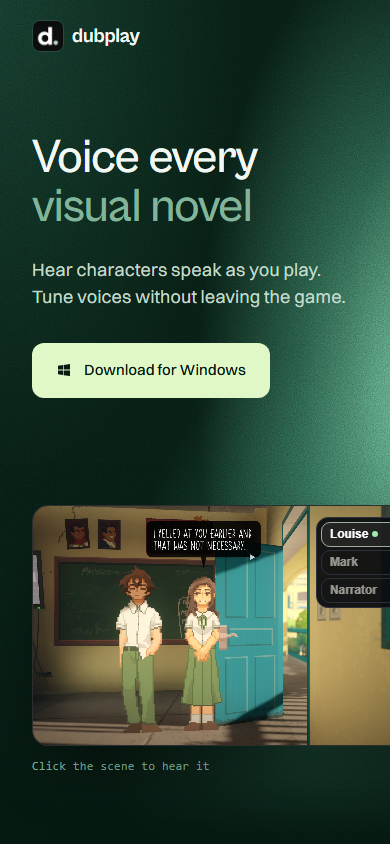 d. dubplay
Voice every
visual novel
Hear characters speak as you play.
Tune voices without leaving the game.
Download for Windows
I YELLED AT YOU EARLIER AND
THAT WAS NOT NECESSARY.
Louise
Mark
Narrator
Click the scene to hear it